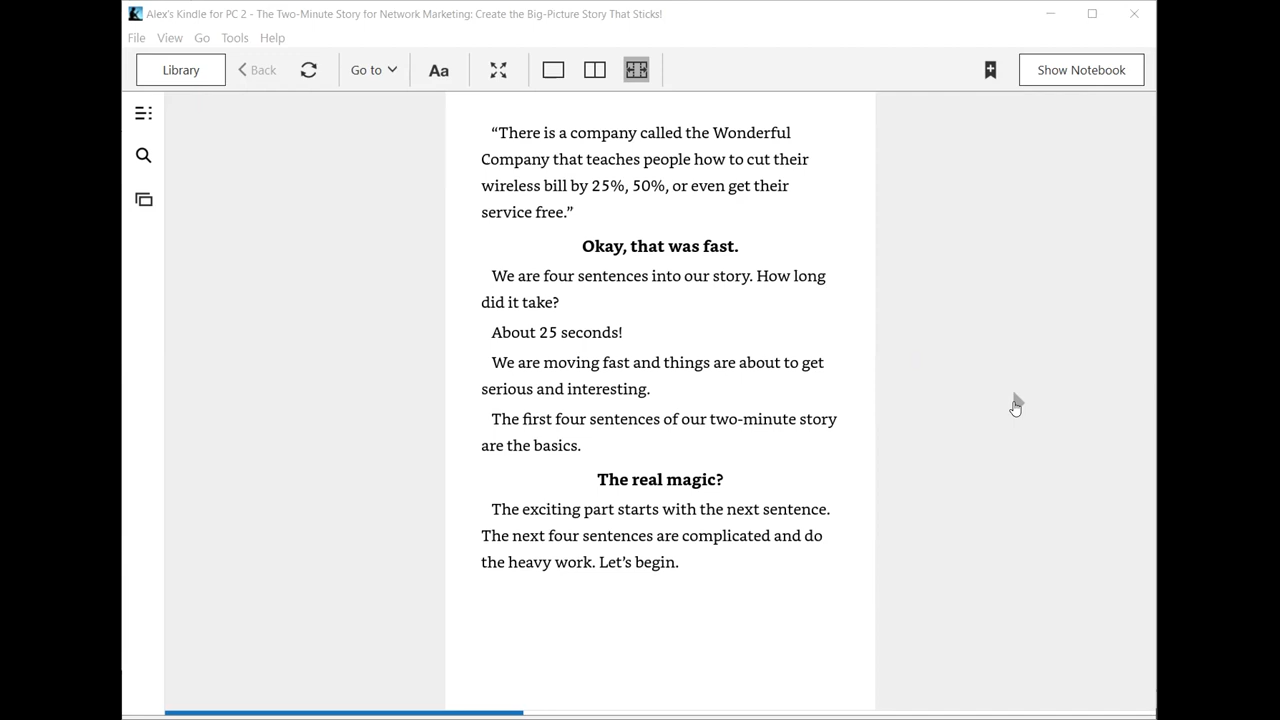 Alex's Kindle for PC 2 - The Two-Minute Story for Network Marketing: Create the Big-Picture Story That Sticks!
File View Go Tools Help
Library Back Go to Aa Show Notebook
“There is a company called the Wonderful
Company that teaches people how to cut their
wireless bill by 25%, 50%, or even get their
service free.”
Okay, that was fast.
We are four sentences into our story. How long
did it take?
About 25 seconds!
We are moving fast and things are about to get
serious and interesting.
The first four sentences of our two-minute story
are the basics.
The real magic?
The exciting part starts with the next sentence.
The next four sentences are complicated and do
the heavy work. Let’s begin.